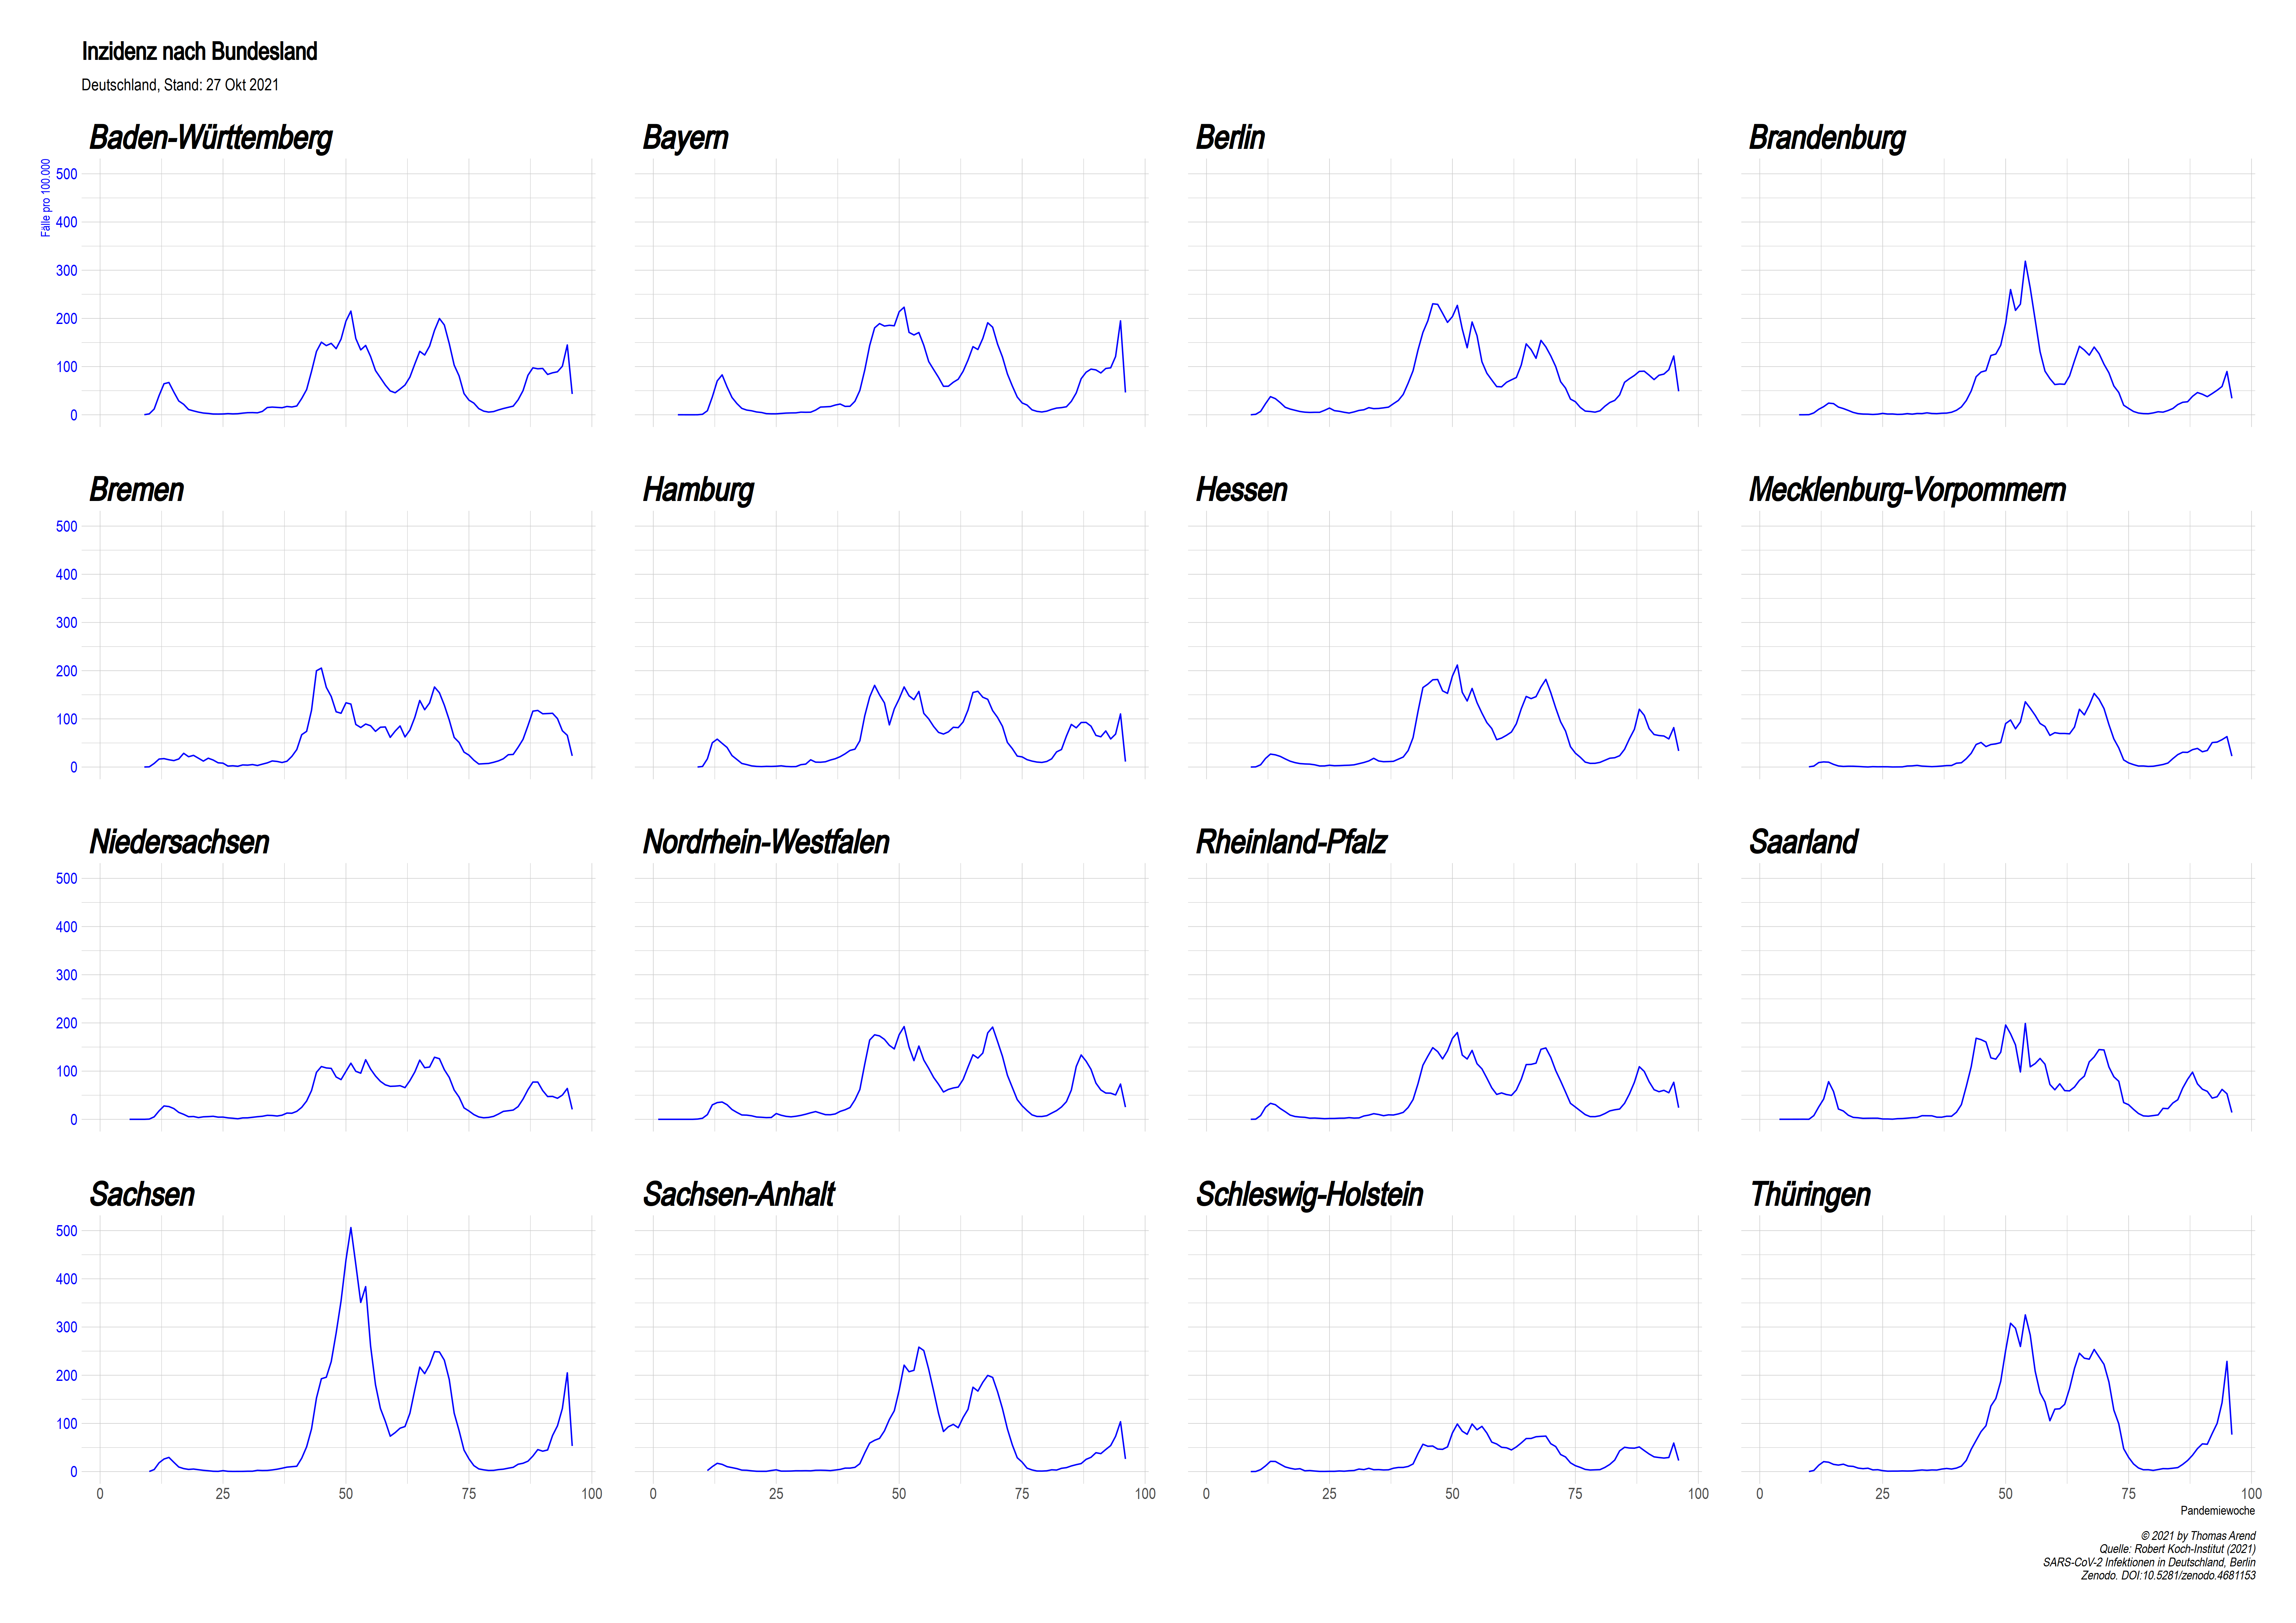 Inzidenz nach Bundesland
Deutschland, Stand: 27 Okt 2021
Baden-Württemberg
Bayern
Berlin
Brandenburg
Fälle pro 100.000
500
400
300
200
100
0
Bremen
Hamburg
Hessen
Mecklenburg-Vorpommern
500
400
300
200
100
0
Niedersachsen
Nordrhein-Westfalen
Rheinland-Pfalz
Saarland
500
400
300
200
100
0
Sachsen
Sachsen-Anhalt
Schleswig-Holstein
Thüringen
500
400
300
200
100
0
0 25 50 75 100
0 25 50 75 100
0 25 50 75 100
0 25 50 75 100
Pandemiewoche
© 2021 by Thomas Arend
Quelle: Robert Koch-Institut (2021)
SARS-CoV-2 Infektionen in Deutschland, Berlin
Zenodo. DOI:10.5281/zenodo.4681153